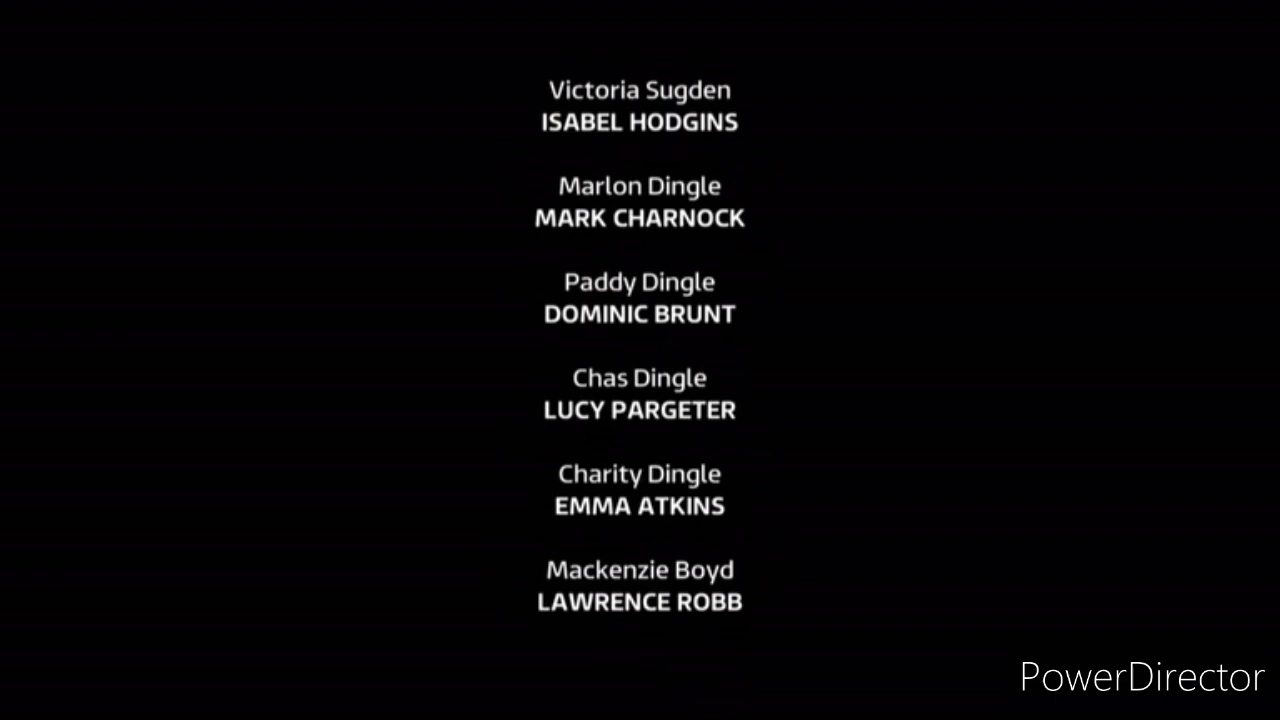 Victoria Sugden
ISABEL HODGINS
Marlon Dingle
MARK CHARNOCK
Paddy Dingle
DOMINIC BRUNT
Chas Dingle
LUCY PARGETER
Charity Dingle
EMMA ATKINS
Mackenzie Boyd
LAWRENCE ROBB
PowerDirector